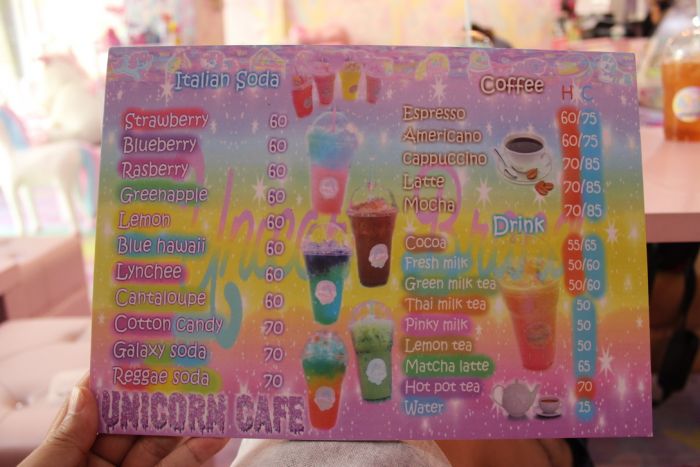 Italian Soda
Strawberry 60
Blueberry 60
Rasberry 60
Greenapple 60
Lemon 60
Blue hawaii 60
Lynchee 60
Cantaloupe 60
Cotton candy 70
Galaxy soda 70
Reggae soda 70
UNICORN CAFE
Coffee H C
Espresso 60/75
Americano 60/75
Cappuccino 70/85
Latte 70/85
Mocha 70/85
Drink
Cocoa 55/65
Fresh milk 50/60
Green milk tea 50/60
Thai milk tea 50
Pinky milk 50
Lemon tea 50
Matcha latte 65
Hot pot tea 70
Water 15